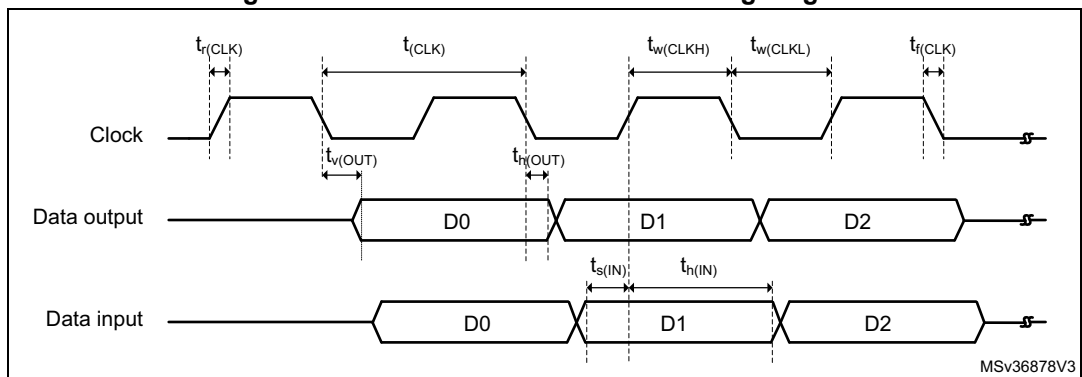 tr(CLK) t(CLK) tw(CLKH) tw(CLKL) tf(CLK)
Clock
tv(OUT) th(OUT)
Data output D0 D1 D2
ts(IN) th(IN)
Data input D0 D1 D2
MSv36878V3